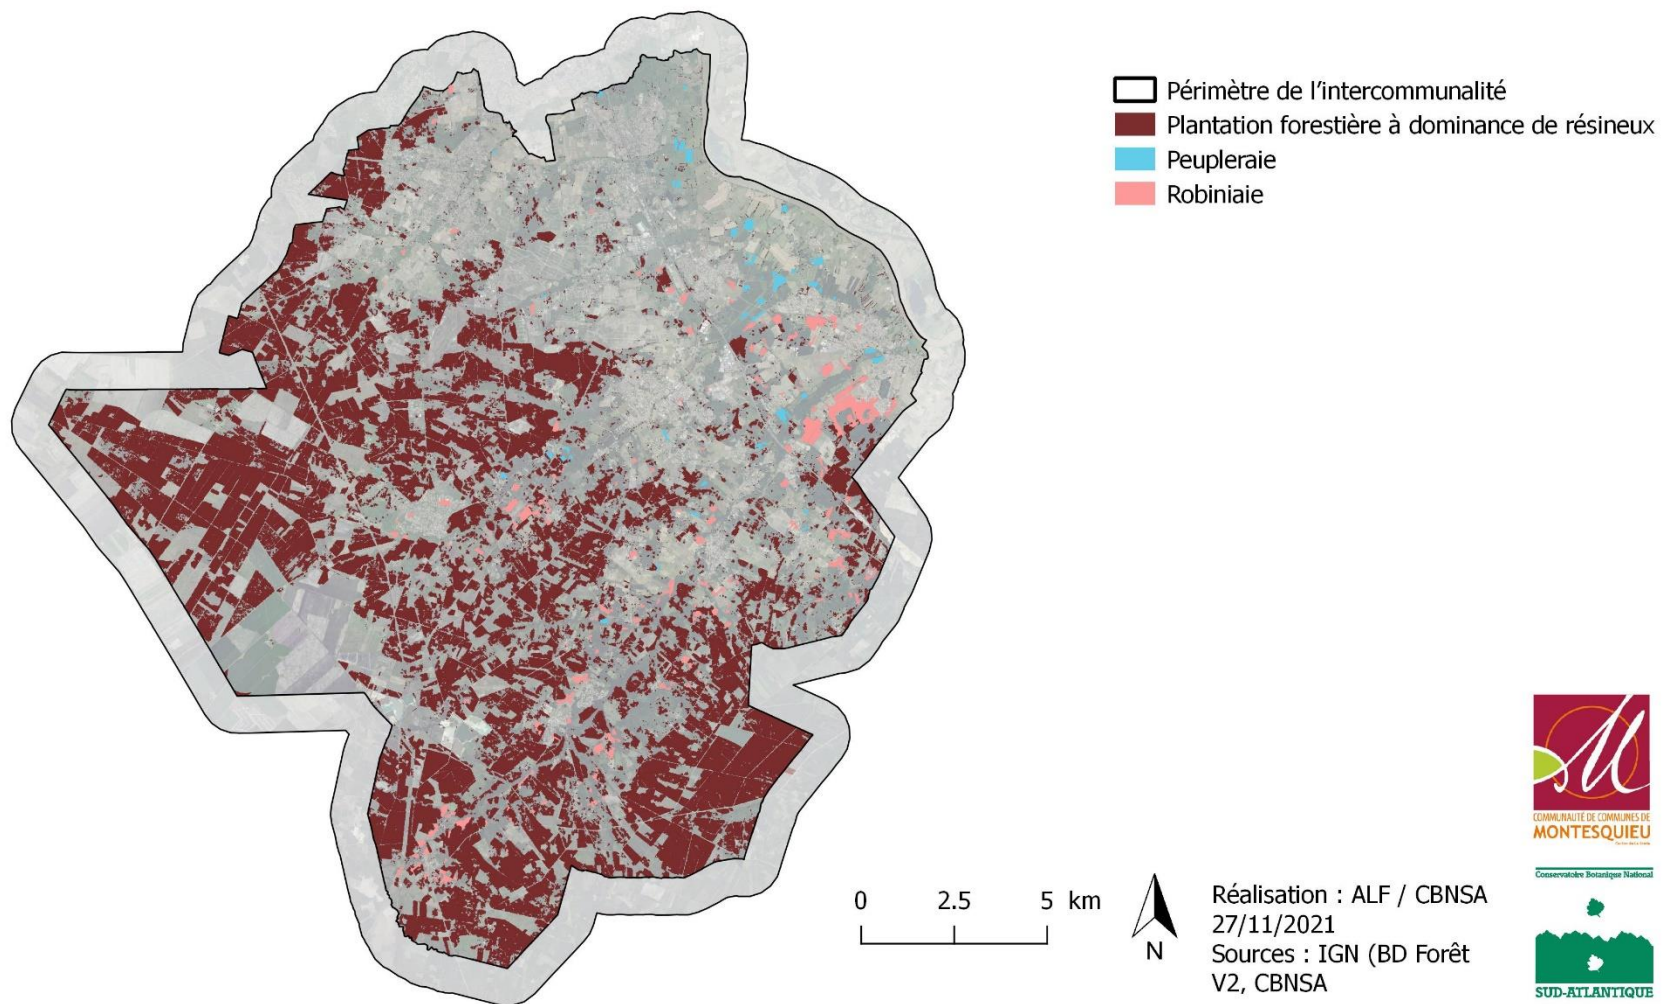 Périmètre de l'intercommunalité
Plantation forestière à dominance de résineux
Peupleraie
Robiniaie
0 2.5 5 km
N
Réalisation : ALF / CBNSA
27/11/2021
Sources : IGN (BD Forêt
V2, CBNSA
COMMUNAUTÉ DE COMMUNES DE
MONTESQUIEU
Conservatoire Botanique National
SUD-ATLANTIQUE